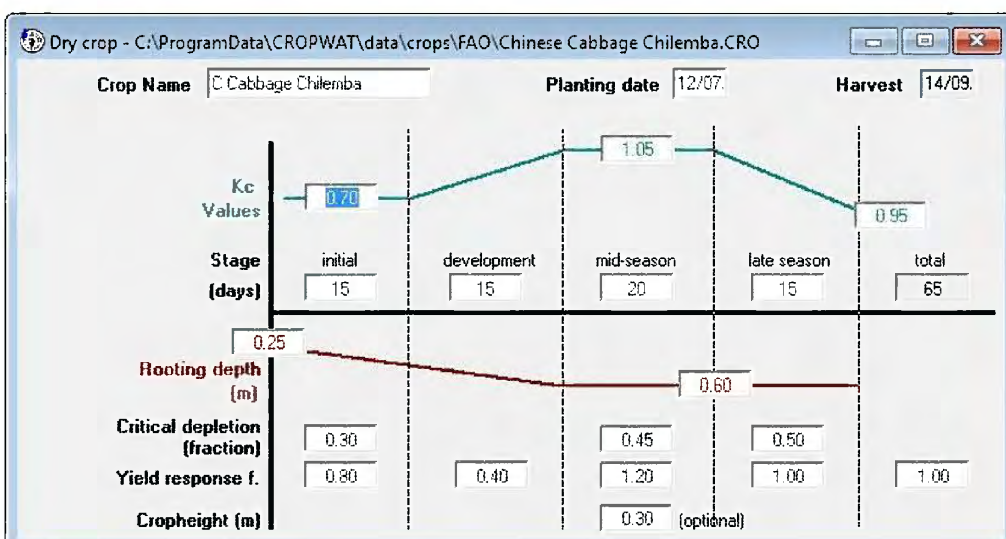 Dry crop - C:\ProgramData\CROPWAT\data\crops\FAO\Chinese Cabbage Chilemba.CRO
Crop Name C Cabbage Chilemba Planting date 12/07. Harvest 14/09.
Kc
Values
0.70 1.05 0.95
Stage initial development mid-season late season total
(days) 15 15 20 15 65
0.25
Rooting depth
(m)
0.60
Critical depletion
(fraction) 0.30 0.45 0.50
Yield response f. 0.80 0.40 1.20 1.00 1.00
Cropheight (m) 0.30 (optional)